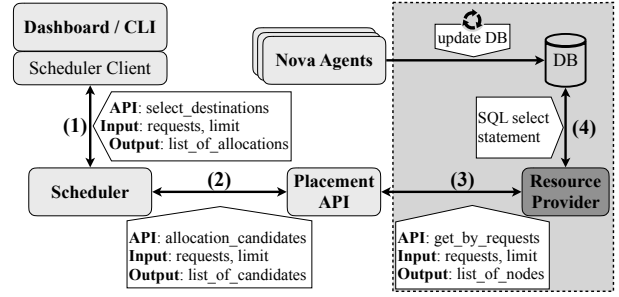 Dashboard / CLI
Scheduler Client
Nova Agents
update DB
DB
(1)
API: select_destinations
Input: requests, limit
Output: list_of_allocations
SQL select
statement
(4)
Scheduler
(2)
Placement
API
(3)
Resource
Provider
API: allocation_candidates
Input: requests, limit
Output: list_of_candidates
API: get_by_requests
Input: requests, limit
Output: list_of_nodes